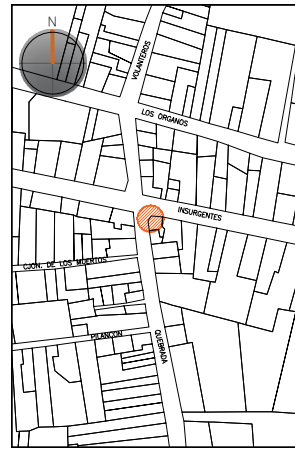 N
VOLANTEROS
LOS ORGANOS
INSURGENTES
CJON. DE LOS MUERTOS
PILANCON
QUEBRADA